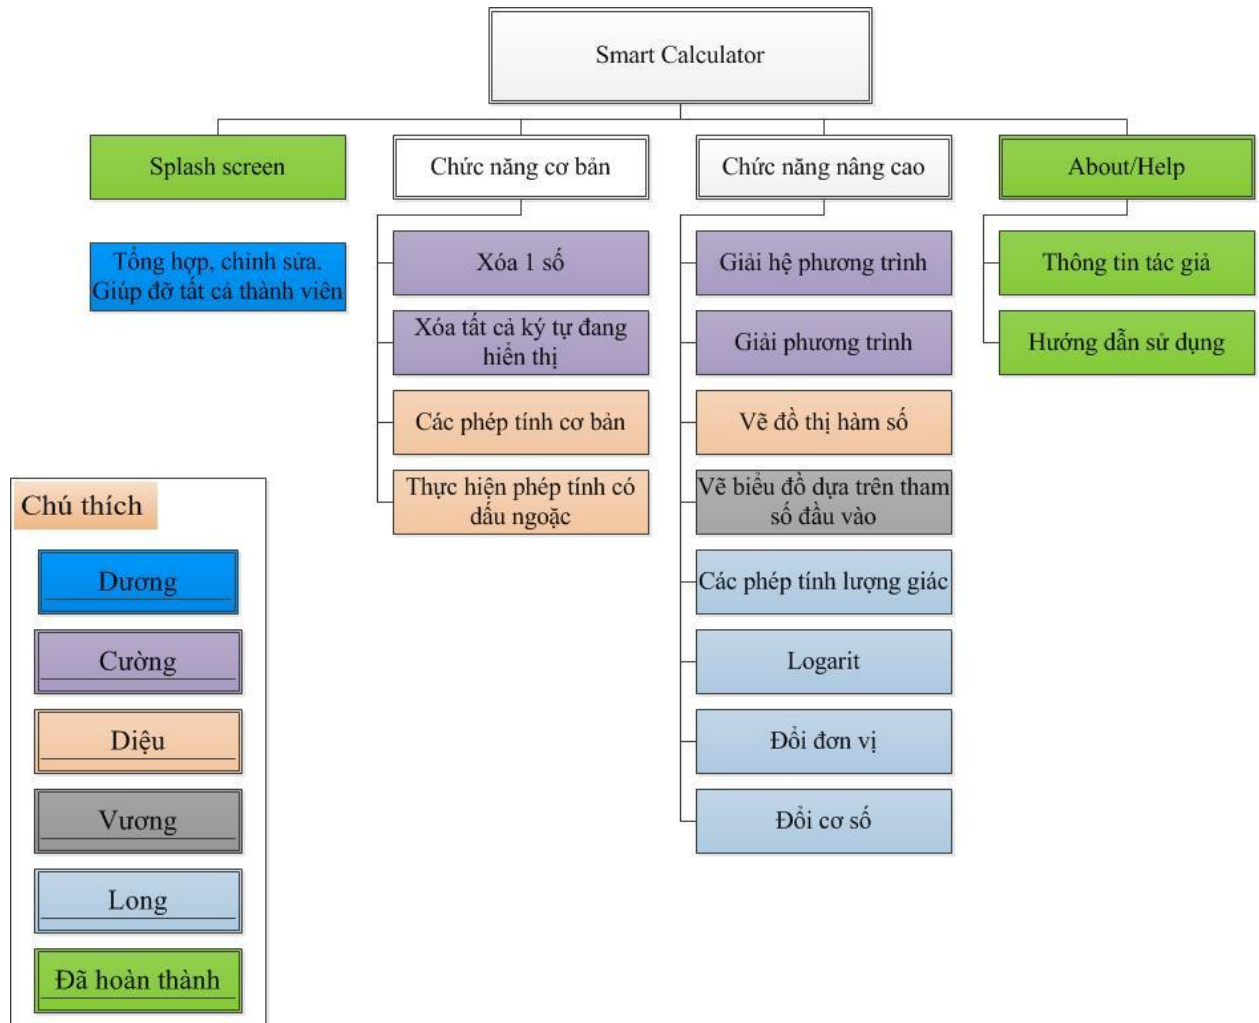 Smart Calculator
Splash screen
Chức năng cơ bản
Chức năng nâng cao
About/Help
Tổng hợp, chỉnh sửa.
Giúp đỡ tất cả thành viên
Xóa 1 số
Xóa tất cả ký tự đang
hiển thị
Các phép tính cơ bản
Thực hiện phép tính có
dấu ngoặc
Giải hệ phương trình
Giải phương trình
Vẽ đồ thị hàm số
Vẽ biểu đồ dựa trên tham
số đầu vào
Các phép tính lượng giác
Logarit
Đổi đơn vị
Đổi cơ số
Thông tin tác giả
Hướng dẫn sử dụng
Chú thích
Dương
Cường
Diệu
Vương
Long
Đã hoàn thành